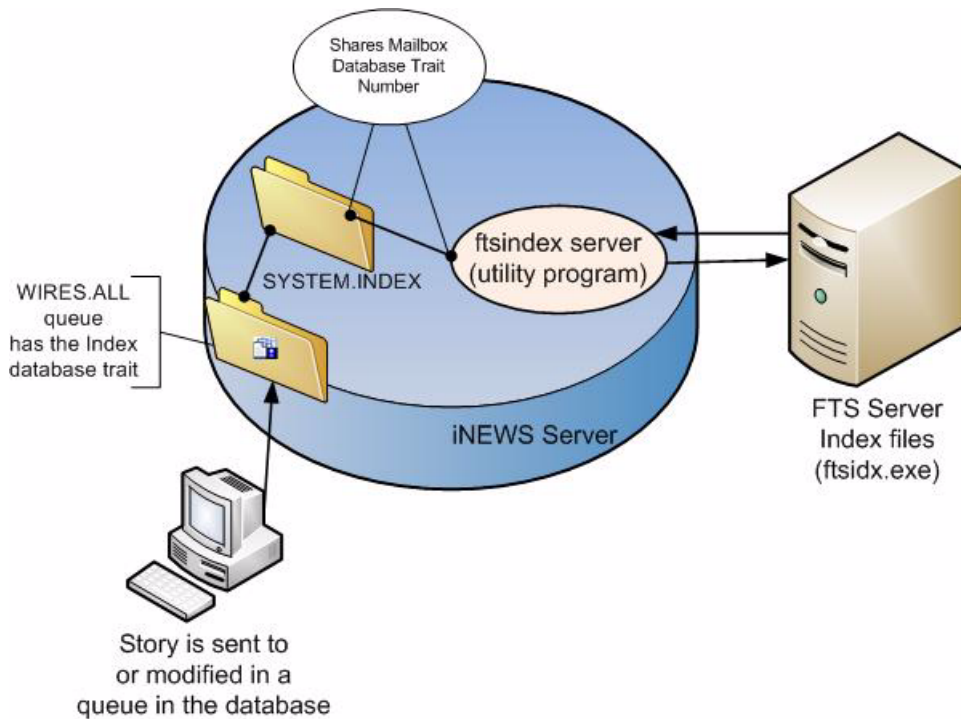 Shares Mailbox
Database Trait
Number
ftsindex server
(utility program)
SYSTEM.INDEX
WIRES.ALL
queue
has the Index
database trait
iNEWS Server
FTS Server
Index files
(ftsidx.exe)
Story is sent to
or modified in a
queue in the database